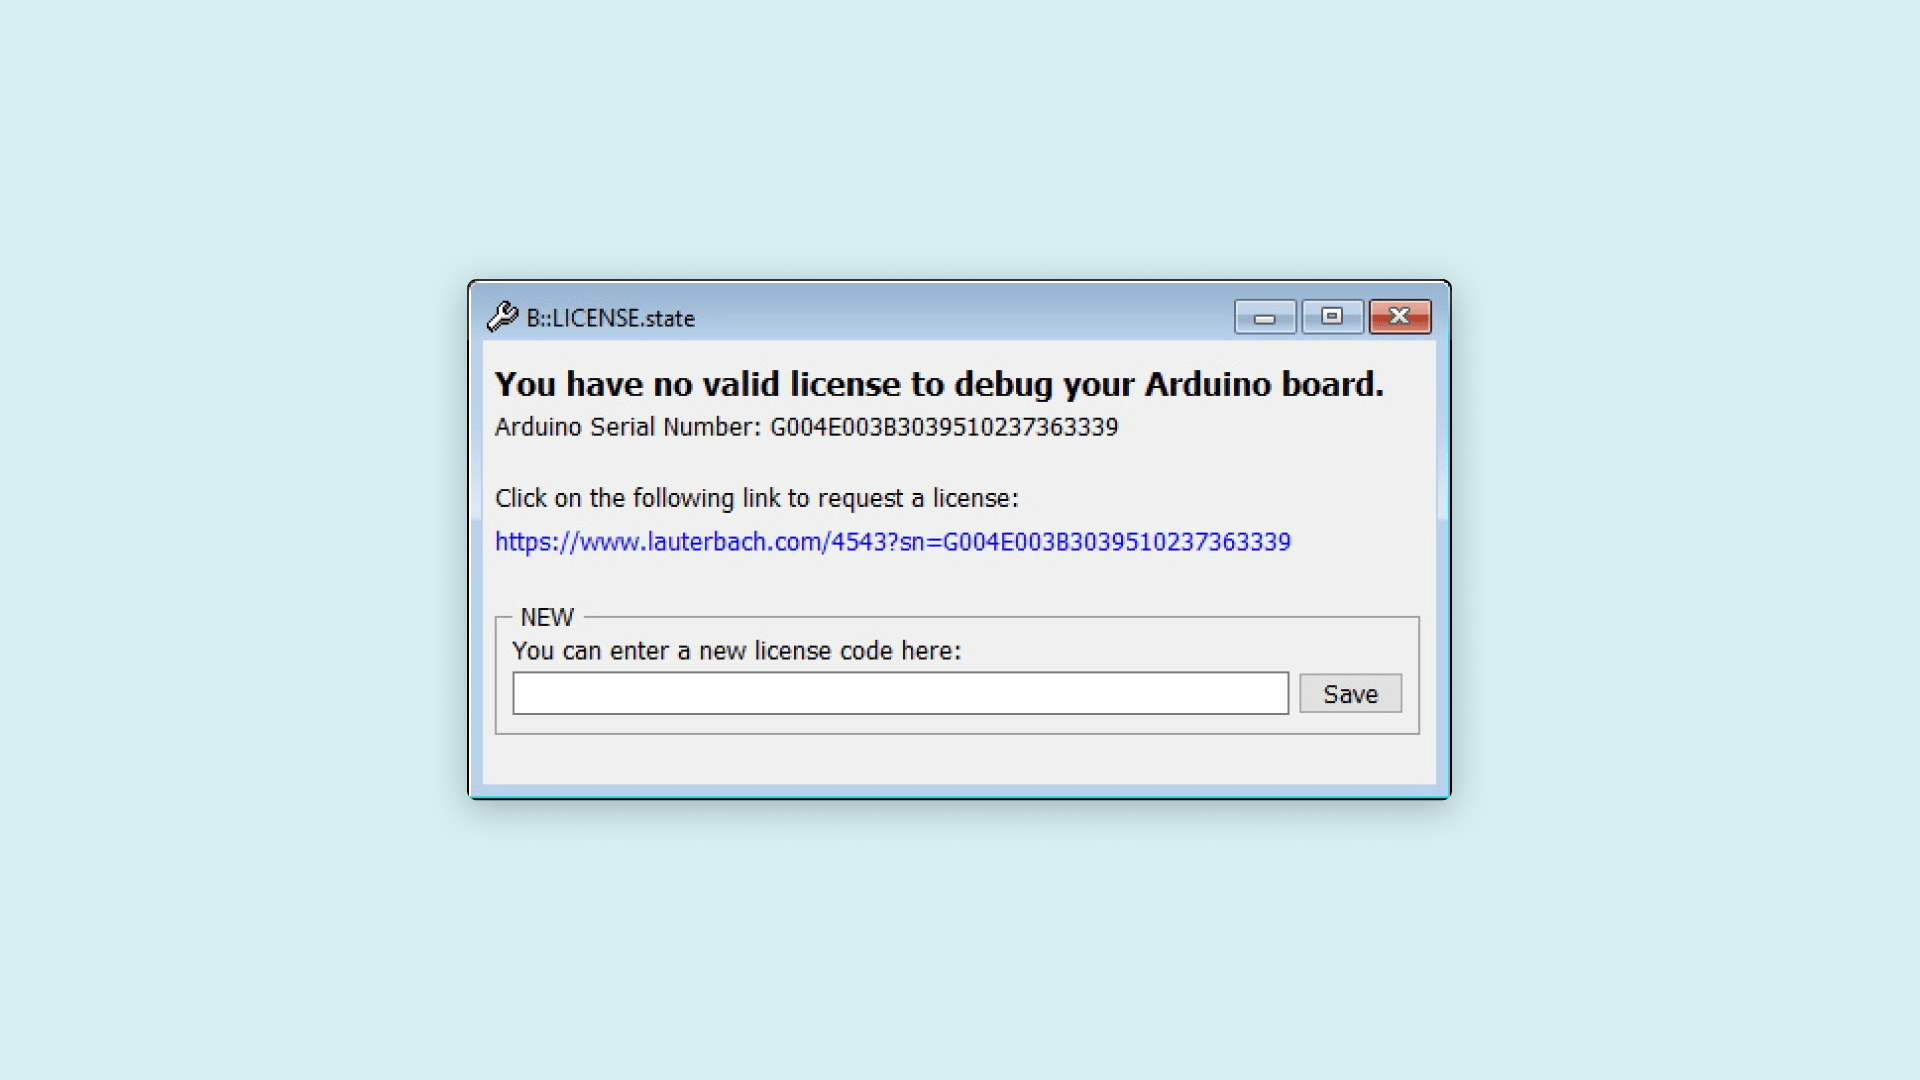 B::LICENSE.state
You have no valid license to debug your Arduino board.
Arduino Serial Number: G004E003B3039510237363339
Click on the following link to request a license:
https://www.lauterbach.com/4543?sn=G004E003B3039510237363339
NEW
You can enter a new license code here:
Save